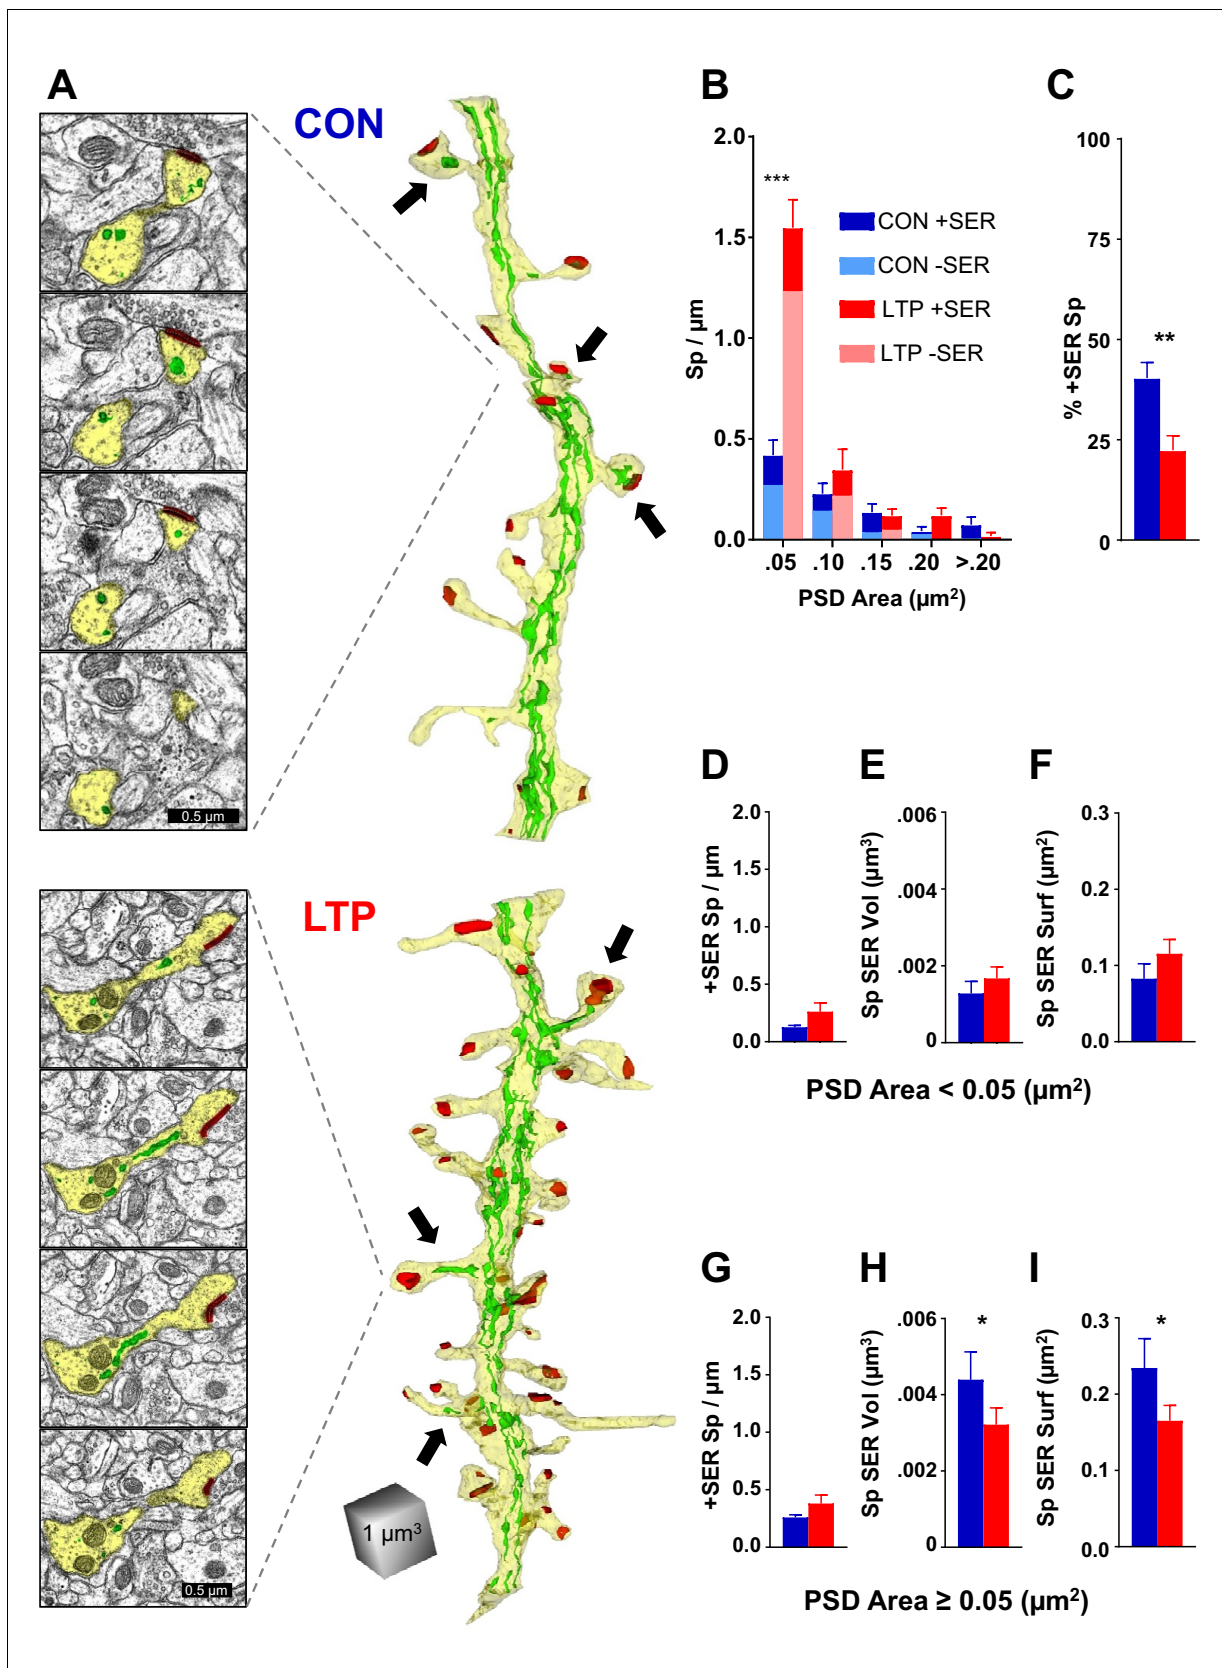 A
CON
0.5 µm
LTP
0.5 µm
1 µm³
B
2.0
1.5
1.0
0.5
0.0
Sp / µm
***
CON +SER
CON -SER
LTP +SER
LTP -SER
.05 .10 .15 .20 >.20
PSD Area (µm²)
C
100
75
50
25
0
% +SER Sp
**
D
2.0
1.5
1.0
0.5
0.0
+SER Sp / µm
E
.006
.004
.002
0
Sp SER Vol (µm³)
F
0.3
0.2
0.1
0.0
Sp SER Surf (µm²)
PSD Area < 0.05 (µm²)
G
2.0
1.5
1.0
0.5
0.0
+SER Sp / µm
H
.006
.004
.002
0
Sp SER Vol (µm³)
*
I
0.3
0.2
0.1
0.0
Sp SER Surf (µm²)
*
PSD Area ≥ 0.05 (µm²)